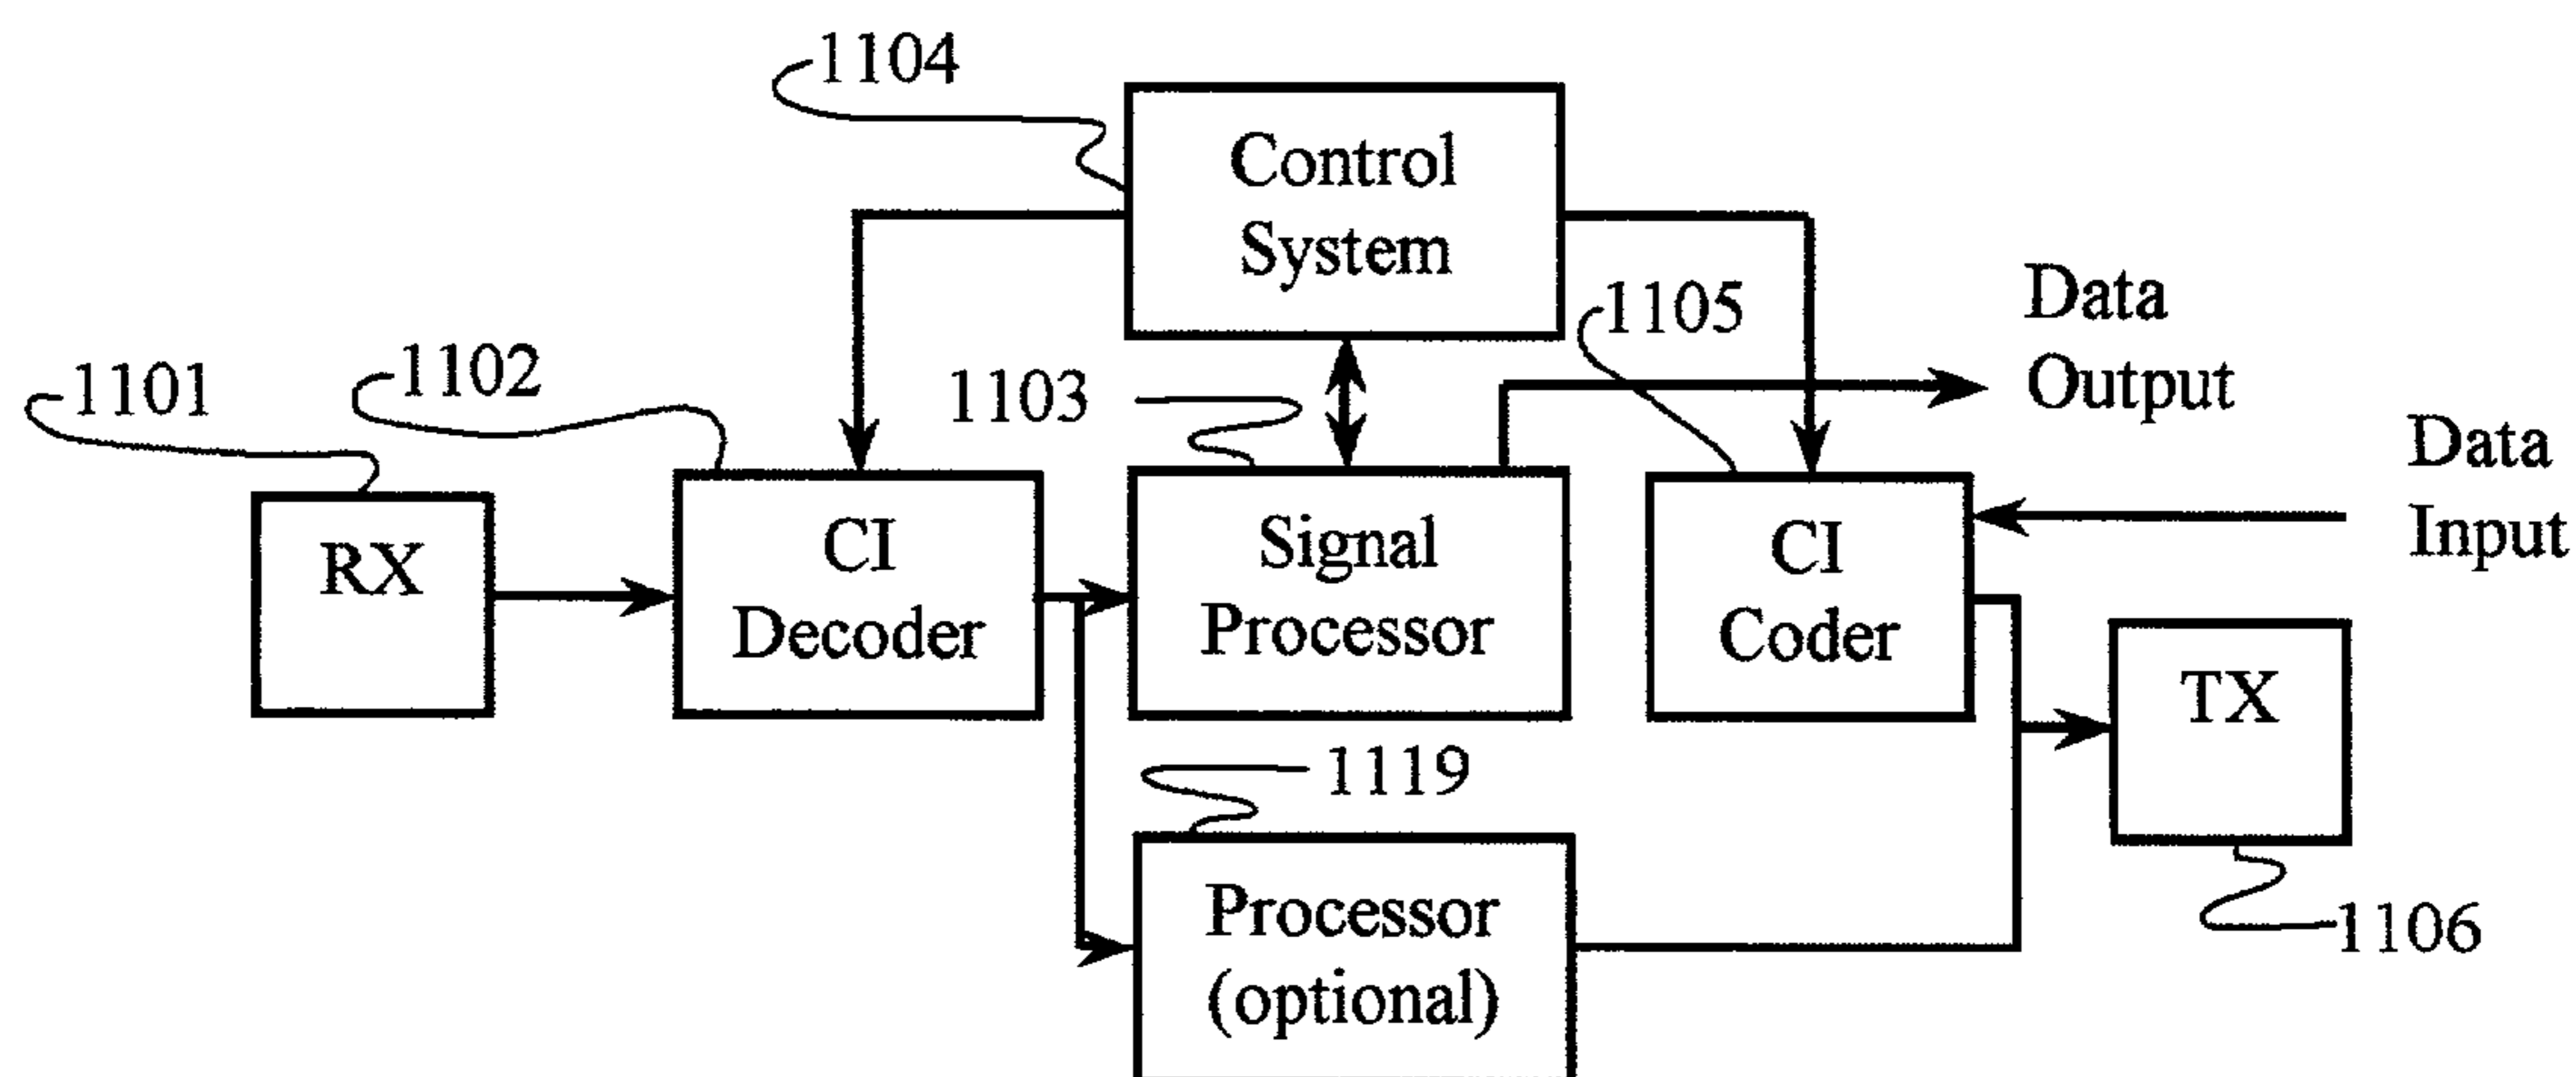 1104
Control
System
1105
Data
Output
1101
1102
1103
Data
Input
RX
CI
Decoder
Signal
Processor
CI
Coder
TX
1119
Processor
(optional)
1106